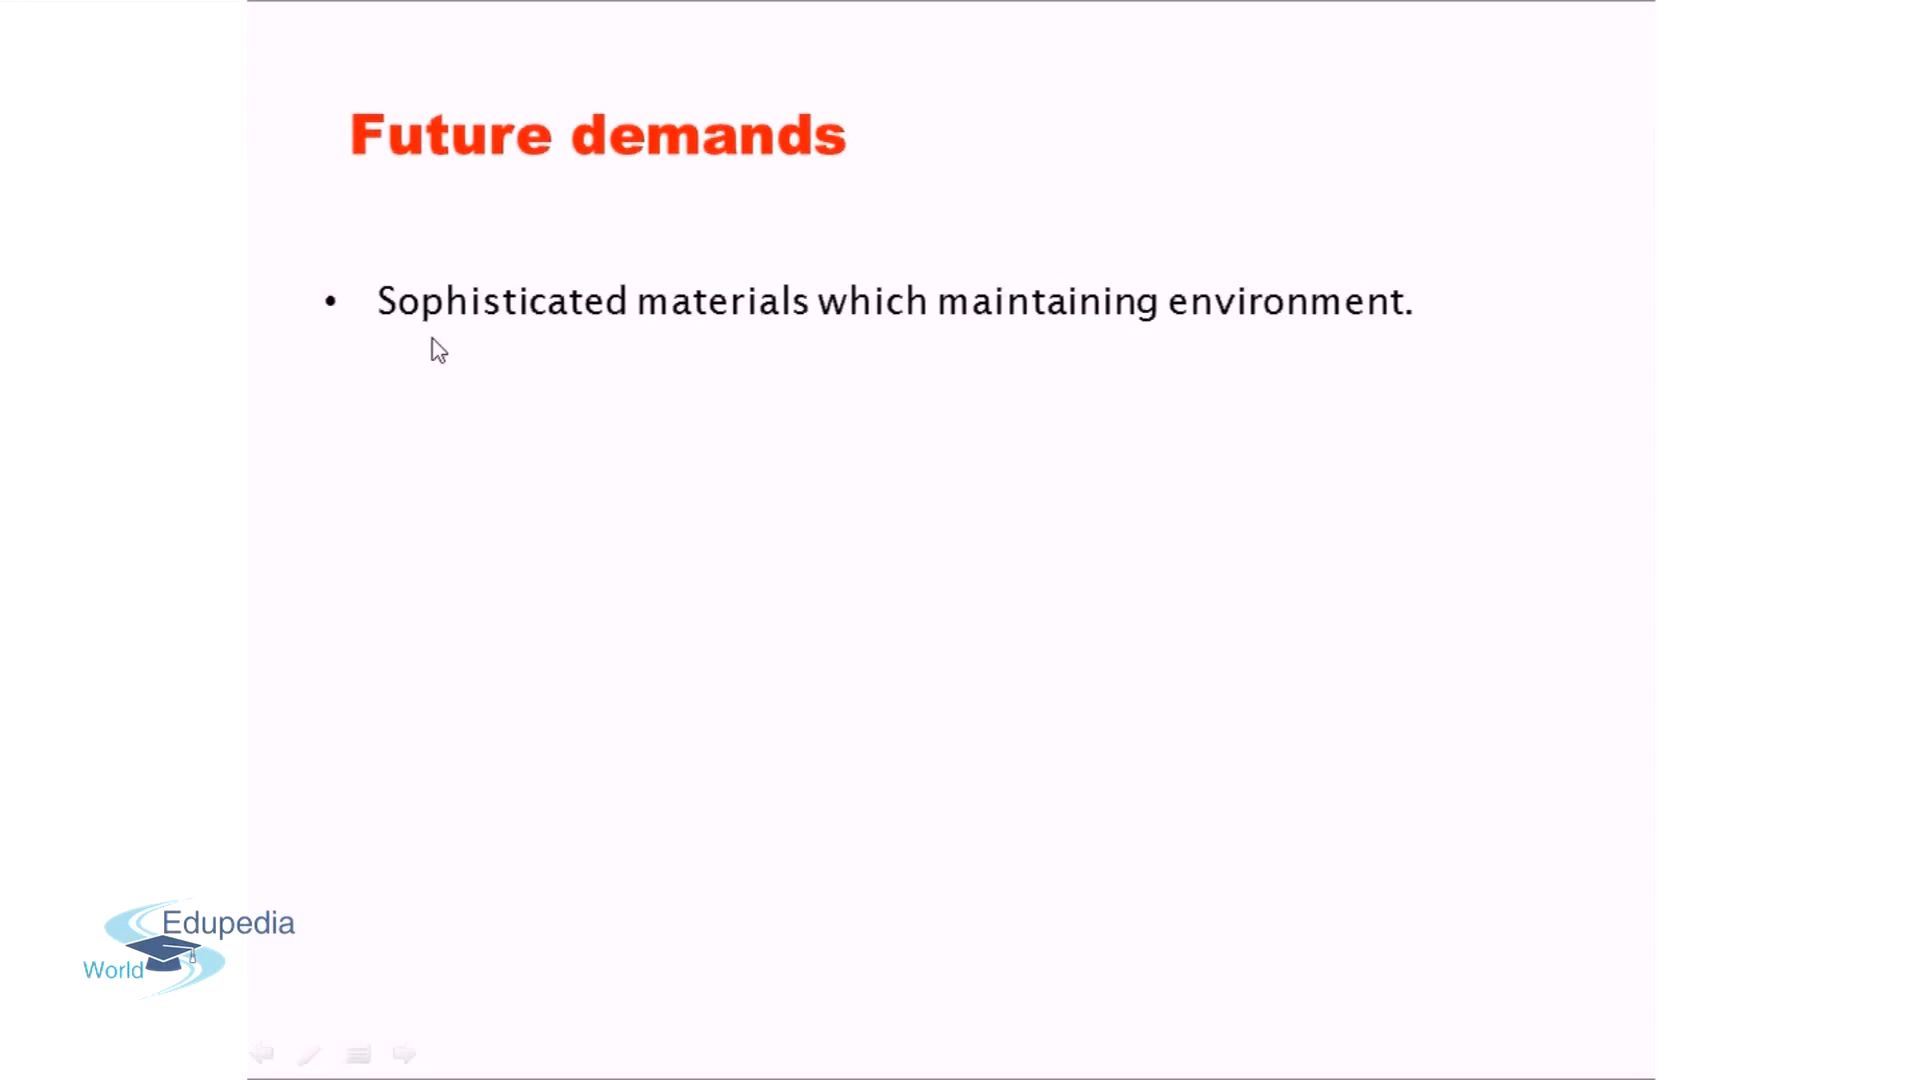 Future demands
• Sophisticated materials which maintaining environment.
Edupedia
World